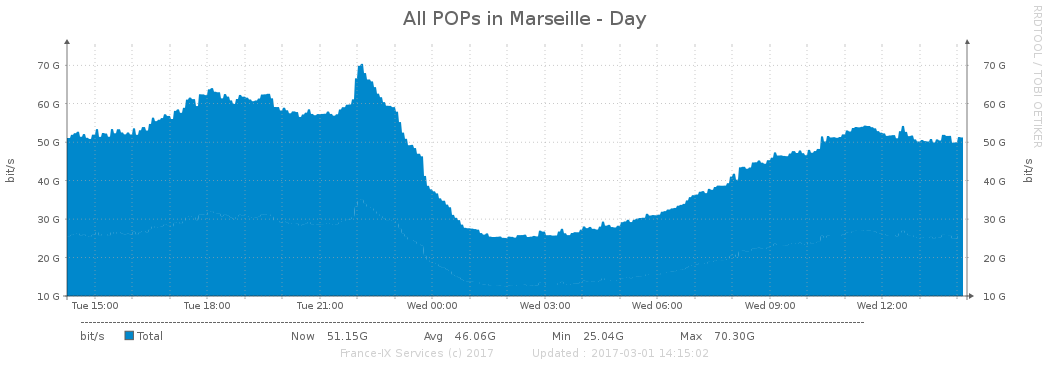 All POPs in Marseille - Day
RRDTOOL / TOBI OETIKER
bit/s
bit/s
70 G 70 G
60 G 60 G
50 G 50 G
40 G 40 G
30 G 30 G
20 G 20 G
10 G 10 G
Tue 15:00 Tue 18:00 Tue 21:00 Wed 00:00 Wed 03:00 Wed 06:00 Wed 09:00 Wed 12:00
bit/s Total Now 51.15G Avg 46.06G Min 25.04G Max 70.30G
France-IX Services (c) 2017 Updated : 2017-03-01 14:15:02